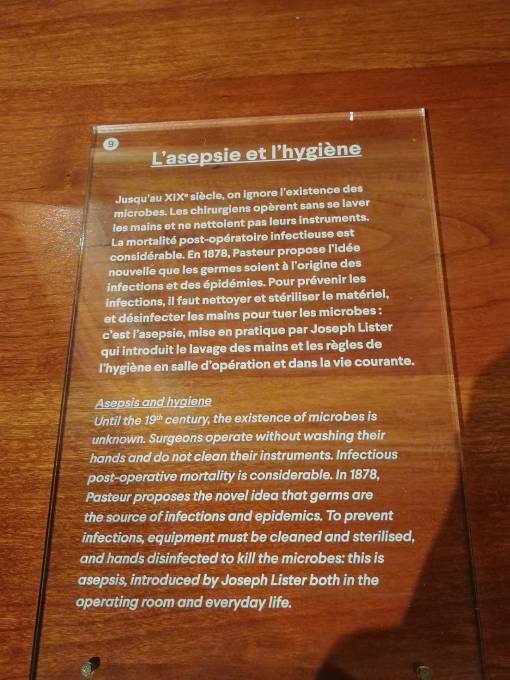 9
L'asepsie et l'hygiène
Jusqu'au XIXᵉ siècle, on ignore l'existence des
microbes. Les chirurgiens opèrent sans se laver
les mains et ne nettoient pas leurs instruments.
La mortalité post-opératoire infectieuse est
considérable. En 1878, Pasteur propose l'idée
nouvelle que les germes soient à l'origine des
infections et des épidémies. Pour prévenir les
infections, il faut nettoyer et stériliser le matériel,
et désinfecter les mains pour tuer les microbes :
c'est l'asepsie, mise en pratique par Joseph Lister
qui introduit le lavage des mains et les règles de
l'hygiène en salle d'opération et dans la vie courante.
Asepsis and hygiene
Until the 19ᵗʰ century, the existence of microbes is
unknown. Surgeons operate without washing their
hands and do not clean their instruments. Infectious
post-operative mortality is considerable. In 1878,
Pasteur proposes the novel idea that germs are
the source of infections and epidemics. To prevent
infections, equipment must be cleaned and sterilised,
and hands disinfected to kill the microbes: this is
asepsis, introduced by Joseph Lister both in the
operating room and everyday life.